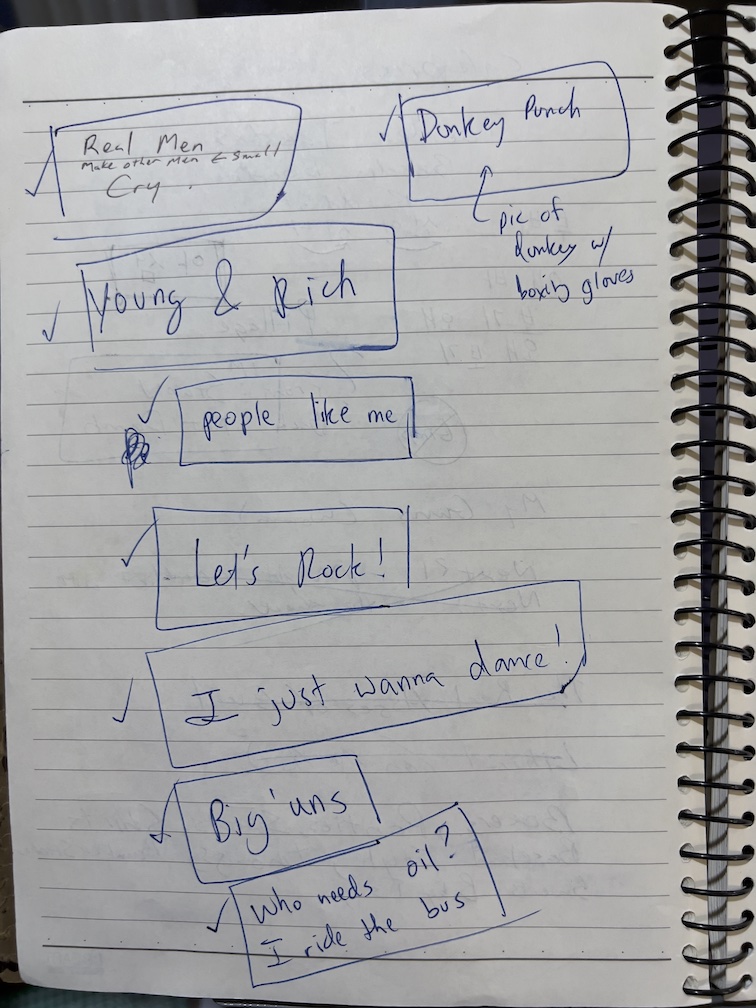 Real Men
Make other men ← small
Cry.
Donkey Punch
pic of
donkey w/
boxing gloves
Young & Rich
people like me
Let's Rock!
I just wanna dance!
Big'uns
Who needs oil?
I ride the bus